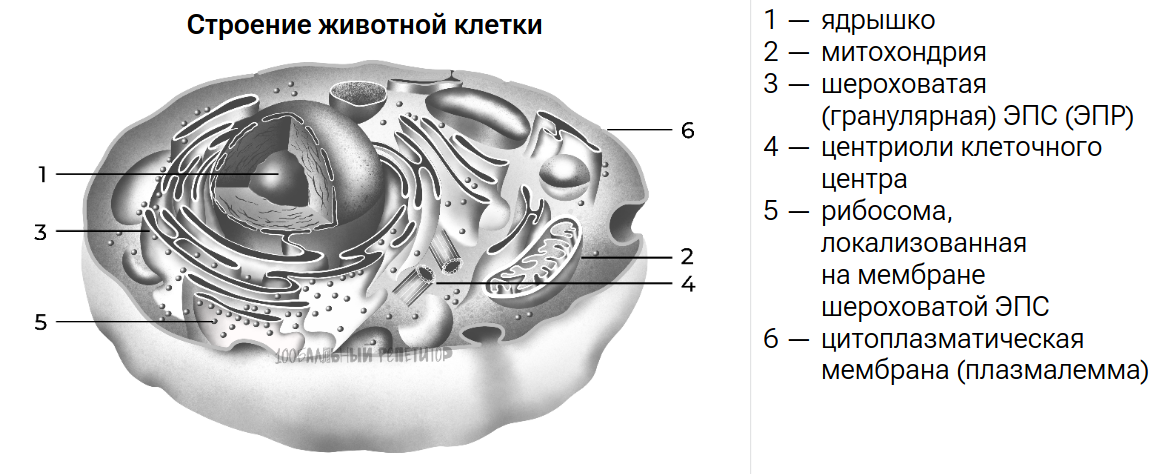 Строение животной клетки
1
3
5
6
2
4
100БАЛЛЬНЫЙ РЕПЕТИТОР
1 — ядрышко
2 — митохондрия
3 — шероховатая
(гранулярная) ЭПС (ЭПР)
4 — центриоли клеточного
центра
5 — рибосома,
локализованная
на мембране
шероховатой ЭПС
6 — цитоплазматическая
мембрана (плазмалемма)